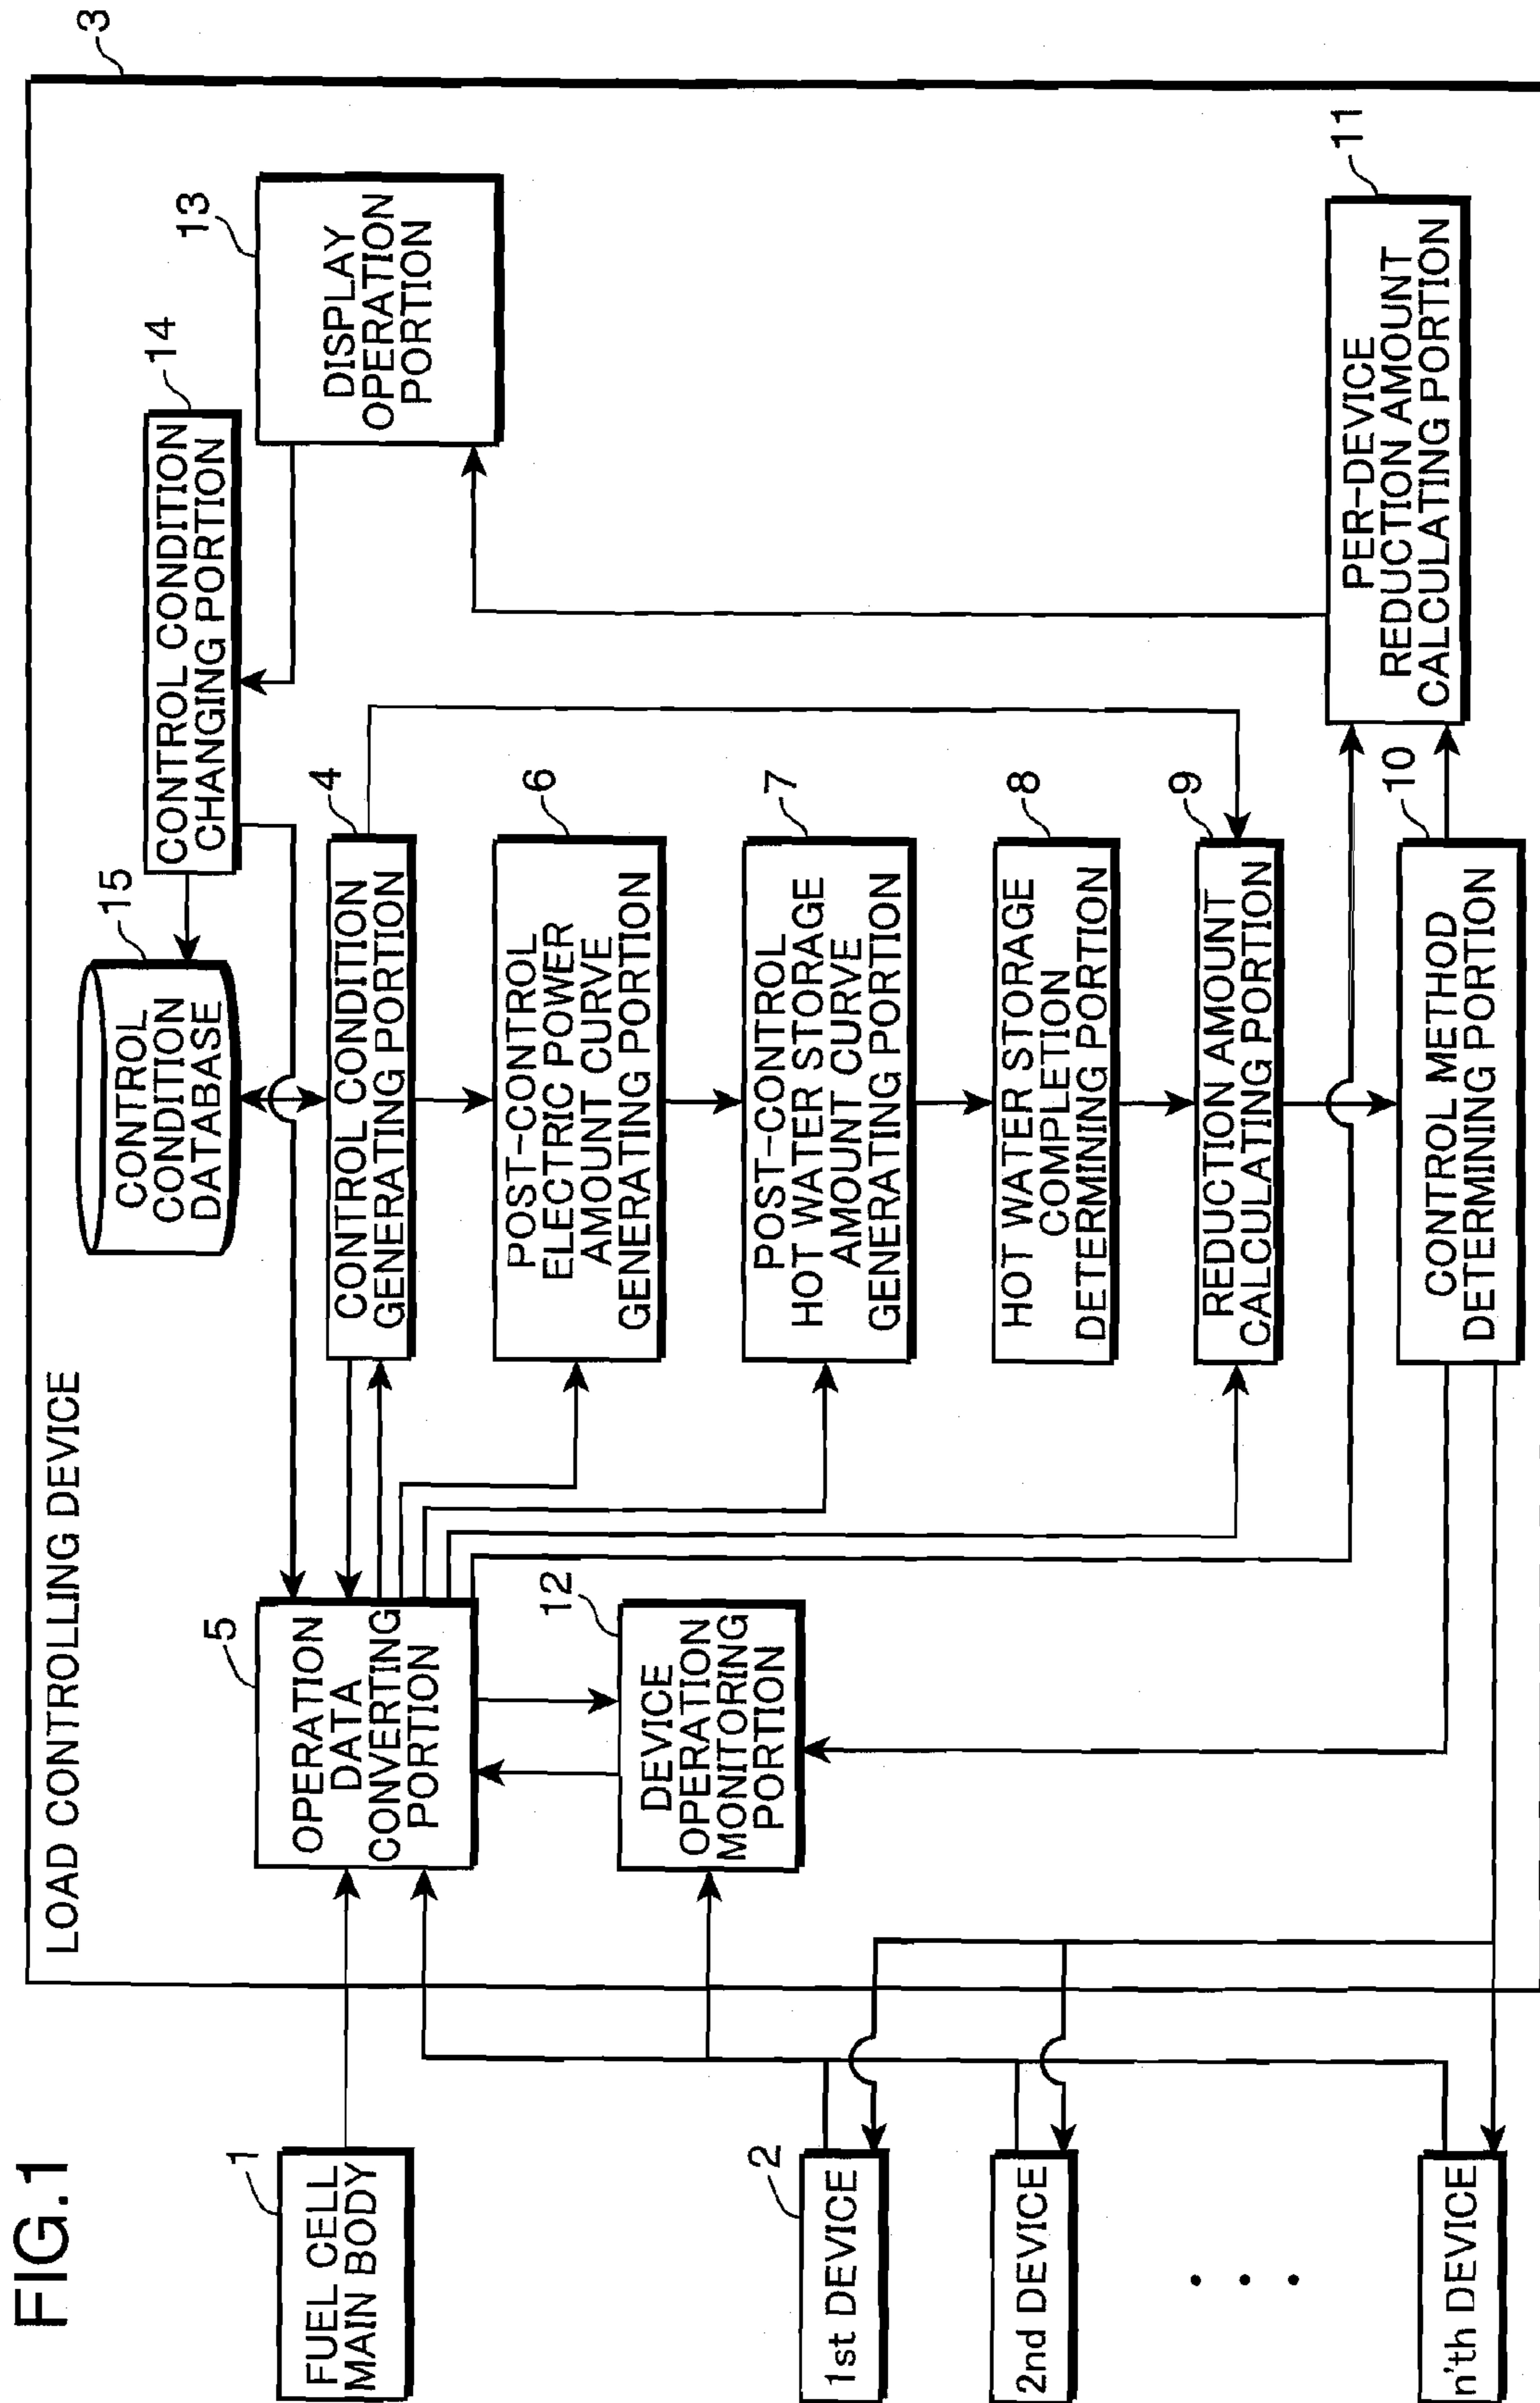 FIG.1
LOAD CONTROLLING DEVICE
3
1
FUEL CELL
MAIN BODY
2
1st DEVICE
2nd DEVICE
• • •
n'th DEVICE
5
OPERATION
DATA
CONVERTING
PORTION
12
DEVICE
OPERATION
MONITORING
PORTION
15
CONTROL
CONDITION
DATABASE
4
CONTROL CONDITION
GENERATING PORTION
6
POST-CONTROL
ELECTRIC POWER
AMOUNT CURVE
GENERATING PORTION
7
POST-CONTROL
HOT WATER STORAGE
AMOUNT CURVE
GENERATING PORTION
8
HOT WATER STORAGE
COMPLETION
DETERMINING PORTION
9
REDUCTION AMOUNT
CALCULATING PORTION
10
CONTROL METHOD
DETERMINING PORTION
14
CONTROL CONDITION
CHANGING PORTION
13
DISPLAY
OPERATION
PORTION
11
PER-DEVICE
REDUCTION AMOUNT
CALCULATING PORTION